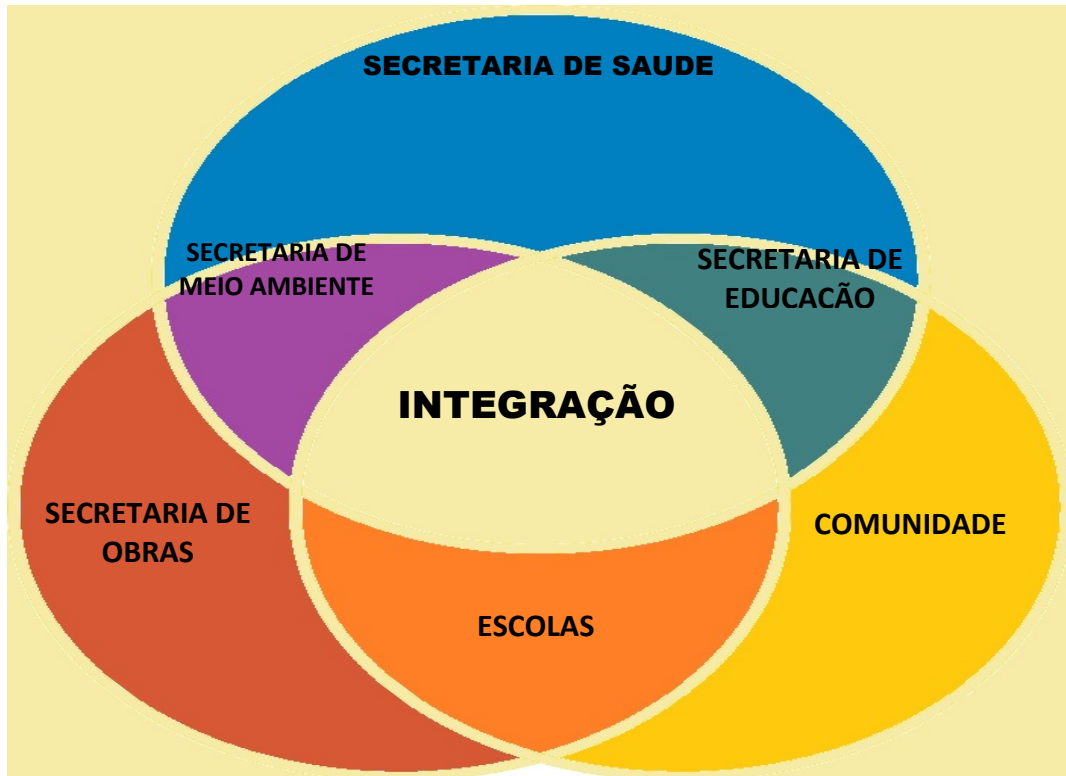 SECRETARIA DE SAUDE
SECRETARIA DE
MEIO AMBIENTE
SECRETARIA DE
EDUCACÃO
INTEGRAÇÃO
SECRETARIA DE
OBRAS
COMUNIDADE
ESCOLAS